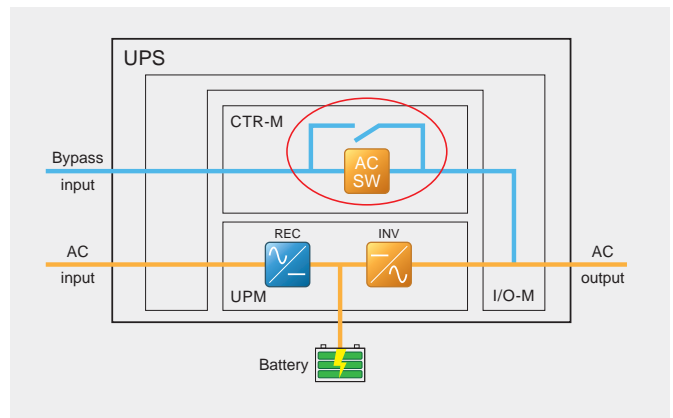 UPS
CTR-M
Bypass
input
AC
SW
REC
INV
AC
input
AC
output
UPM
I/O-M
Battery